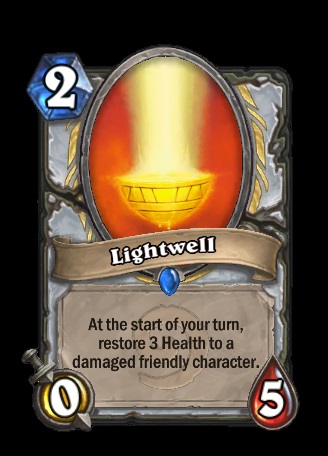 2
Lightwell
At the start of your turn,
restore 3 Health to a
damaged friendly character.
0
5